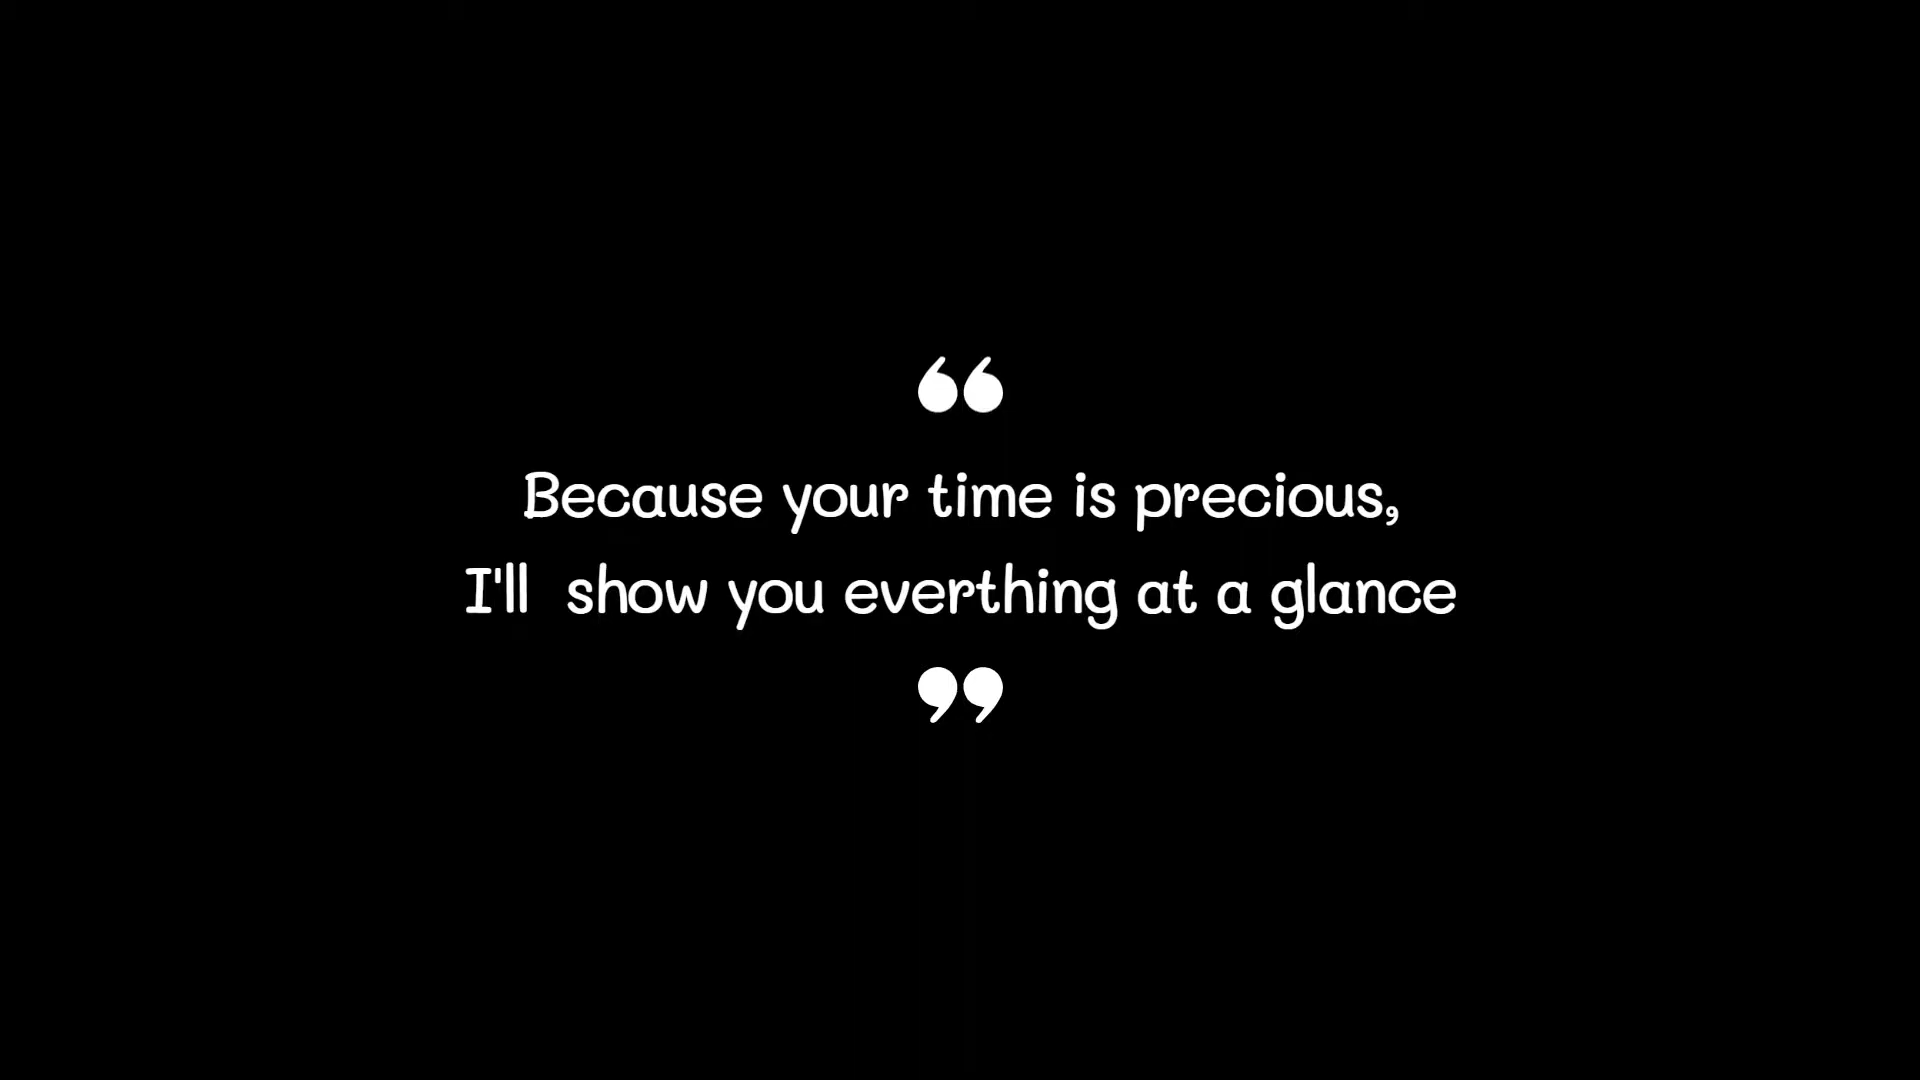 “
Because your time is precious,
I'll  show you everthing at a glance
”